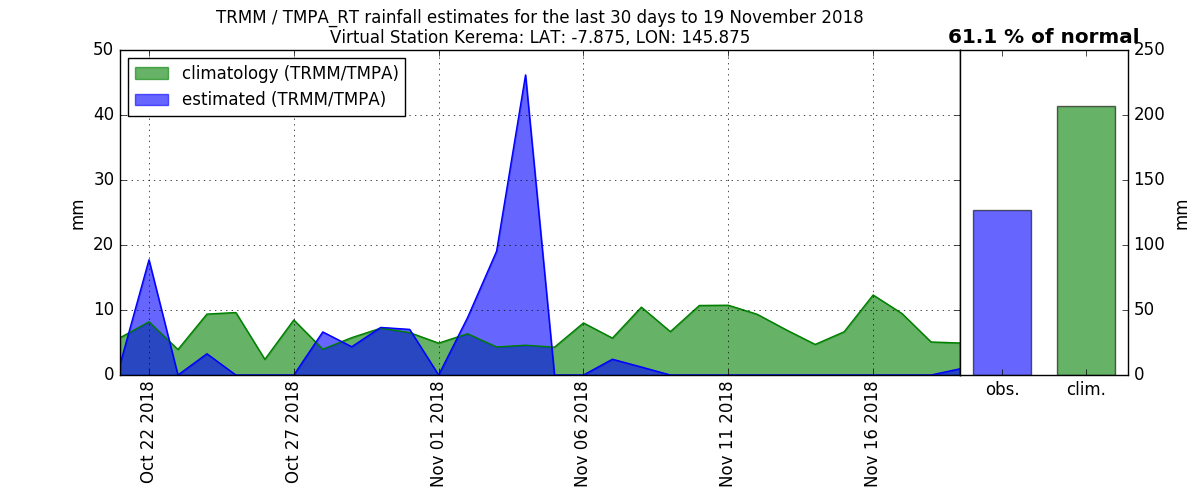 TRMM / TMPA_RT rainfall estimates for the last 30 days to 19 November 2018
Virtual Station Kerema: LAT: -7.875, LON: 145.875
61.1 % of normal
climatology (TRMM/TMPA)
estimated (TRMM/TMPA)
50
40
30
20
10
0
mm
Oct 22 2018
Oct 27 2018
Nov 01 2018
Nov 06 2018
Nov 11 2018
Nov 16 2018
250
200
150
100
50
0
mm
obs.
clim.